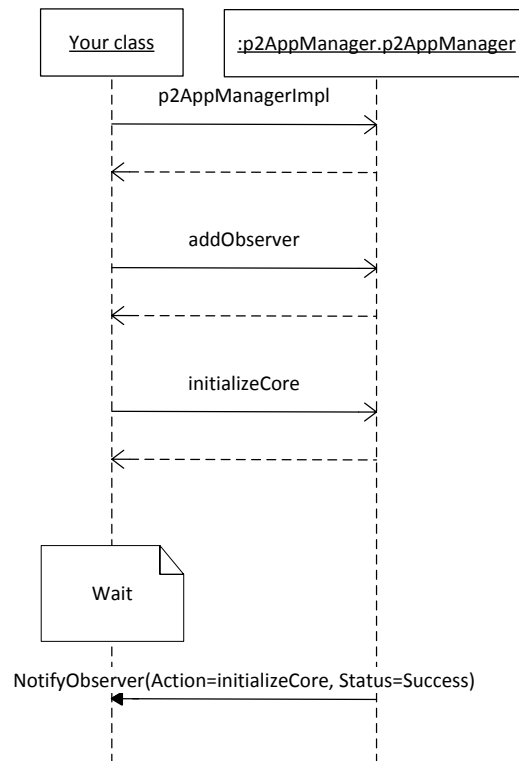 Your class
:p2AppManager.p2AppManager
p2AppManagerImpl
addObserver
initializeCore
Wait
NotifyObserver(Action=initializeCore, Status=Success)